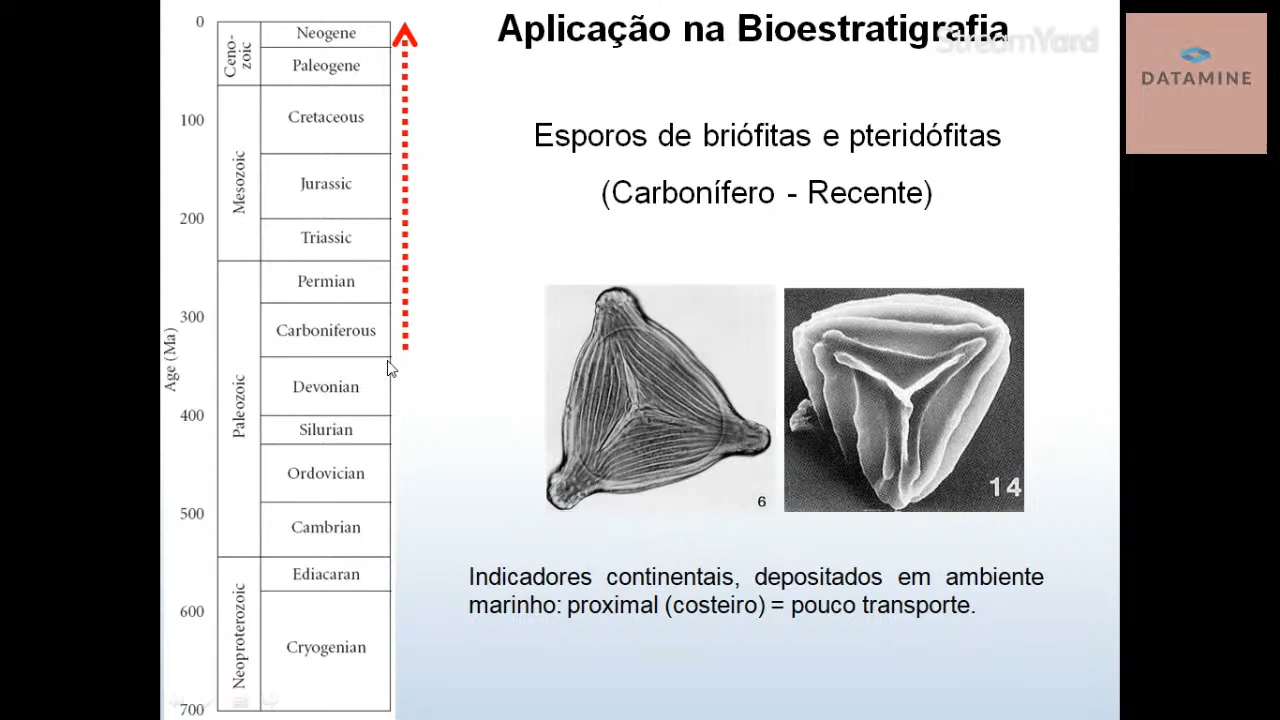 Aplicação na Bioestratigrafia
StreamYard
DATAMINE
Esporos de briófitas e pteridófitas
(Carbonífero - Recente)
6
14
Indicadores continentais, depositados em ambiente
marinho: proximal (costeiro) = pouco transporte.
Age (Ma)
0
100
200
300
400
500
600
700
Ceno-
zoic
Mesozoic
Paleozoic
Neoproterozoic
Neogene
Paleogene
Cretaceous
Jurassic
Triassic
Permian
Carboniferous
Devonian
Silurian
Ordovician
Cambrian
Ediacaran
Cryogenian